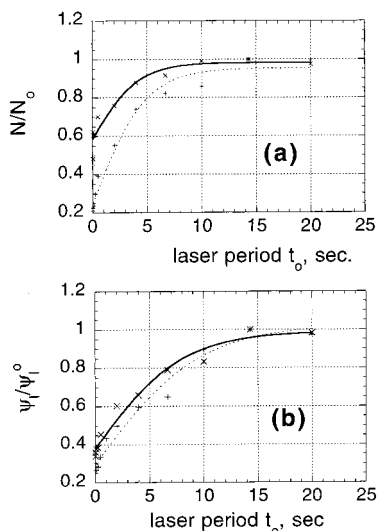 1.2
1
N/N₀
0.8
0.6
0.4
0.2
(a)
0 5 10 15 20 25
laser period t₀, sec.
1.2
1
ψₗ/ψₗ⁰
0.8
0.6
0.4
0.2
(b)
0 5 10 15 20 25
laser period t₀, sec